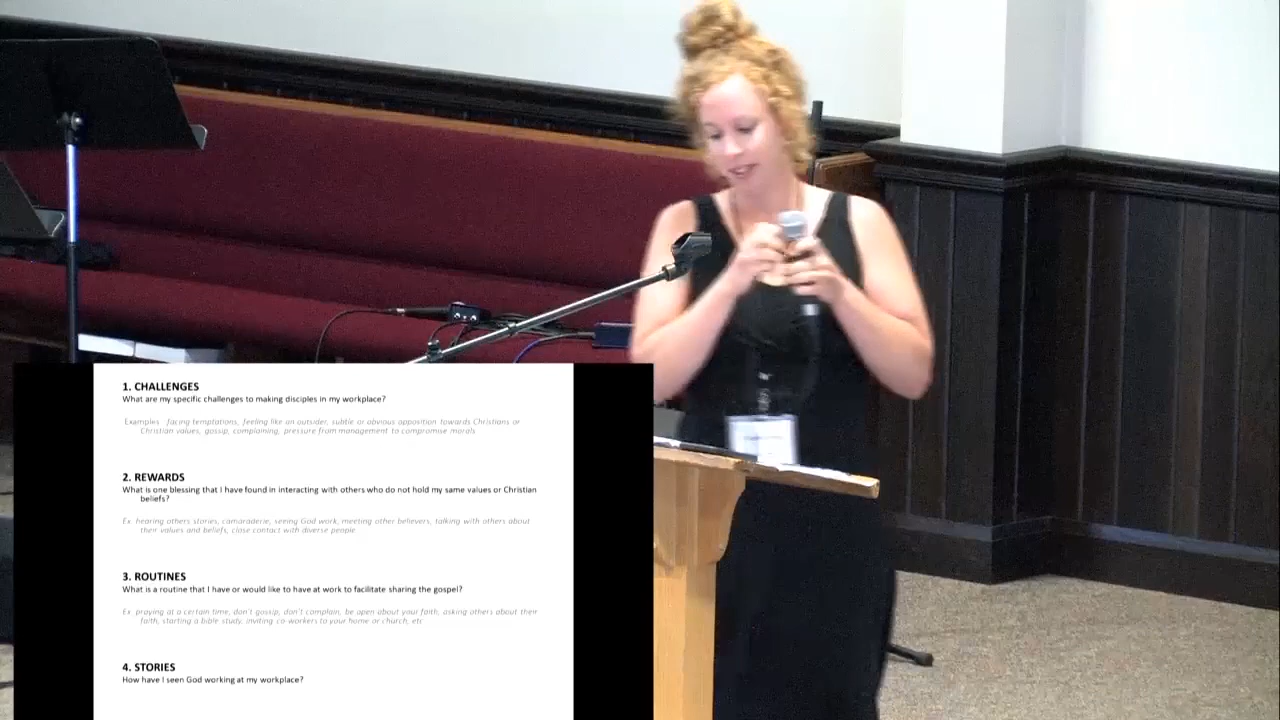 1. CHALLENGES
What are my specific challenges to making disciples in my workplace?
Examples facing temptations, feeling like an outsider, subtle or obvious opposition towards Christians or
Christian values, gossip, complaining, pressure from management to compromise morals
2. REWARDS
What is one blessing that I have found in interacting with others who do not hold my same values or Christian
beliefs?
Ex hearing others stories, camaraderie, seeing God work, meeting other believers, talking with others about
their values and beliefs, close contact with diverse people
3. ROUTINES
What is a routine that I have or would like to have at work to facilitate sharing the gospel?
Ex praying at a certain time, don't gossip, don't complain, be open about your faith, asking others about their
faith, starting a bible study, inviting co-workers to your home or church, etc
4. STORIES
How have I seen God working at my workplace?